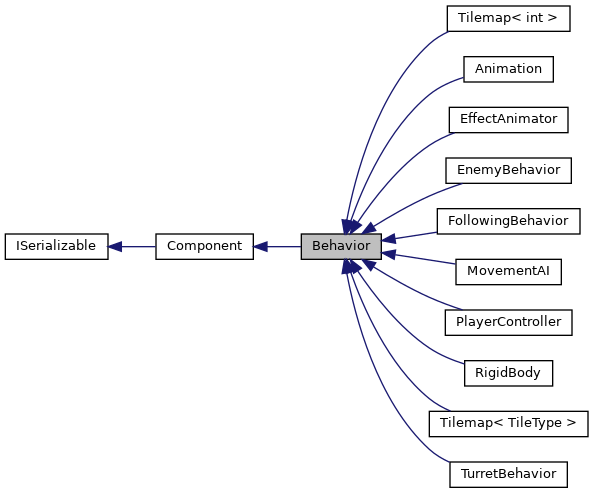 Tilemap< int >
Animation
EffectAnimator
EnemyBehavior
FollowingBehavior
ISerializable
Component
Behavior
MovementAI
PlayerController
RigidBody
Tilemap< TileType >
TurretBehavior